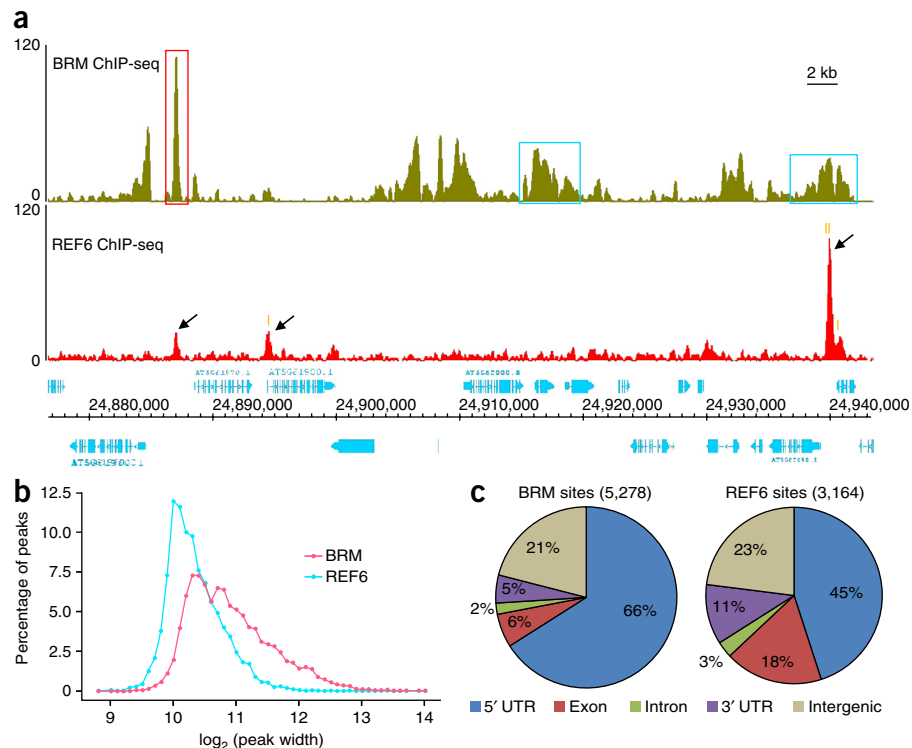 a
120
BRM ChIP-seq
2 kb
0
120
REF6 ChIP-seq
0
24,880,000 24,890,000 24,900,000 24,910,000 24,920,000 24,930,000 24,940,000
b
12.5
10.0
7.5
5.0
2.5
0
Percentage of peaks
BRM
REF6
9 10 11 12 13 14
log₂ (peak width)
c
BRM sites (5,278)
21%
5%
2%
6%
66%
REF6 sites (3,164)
23%
11%
3%
18%
45%
5′ UTR Exon Intron 3′ UTR Intergenic